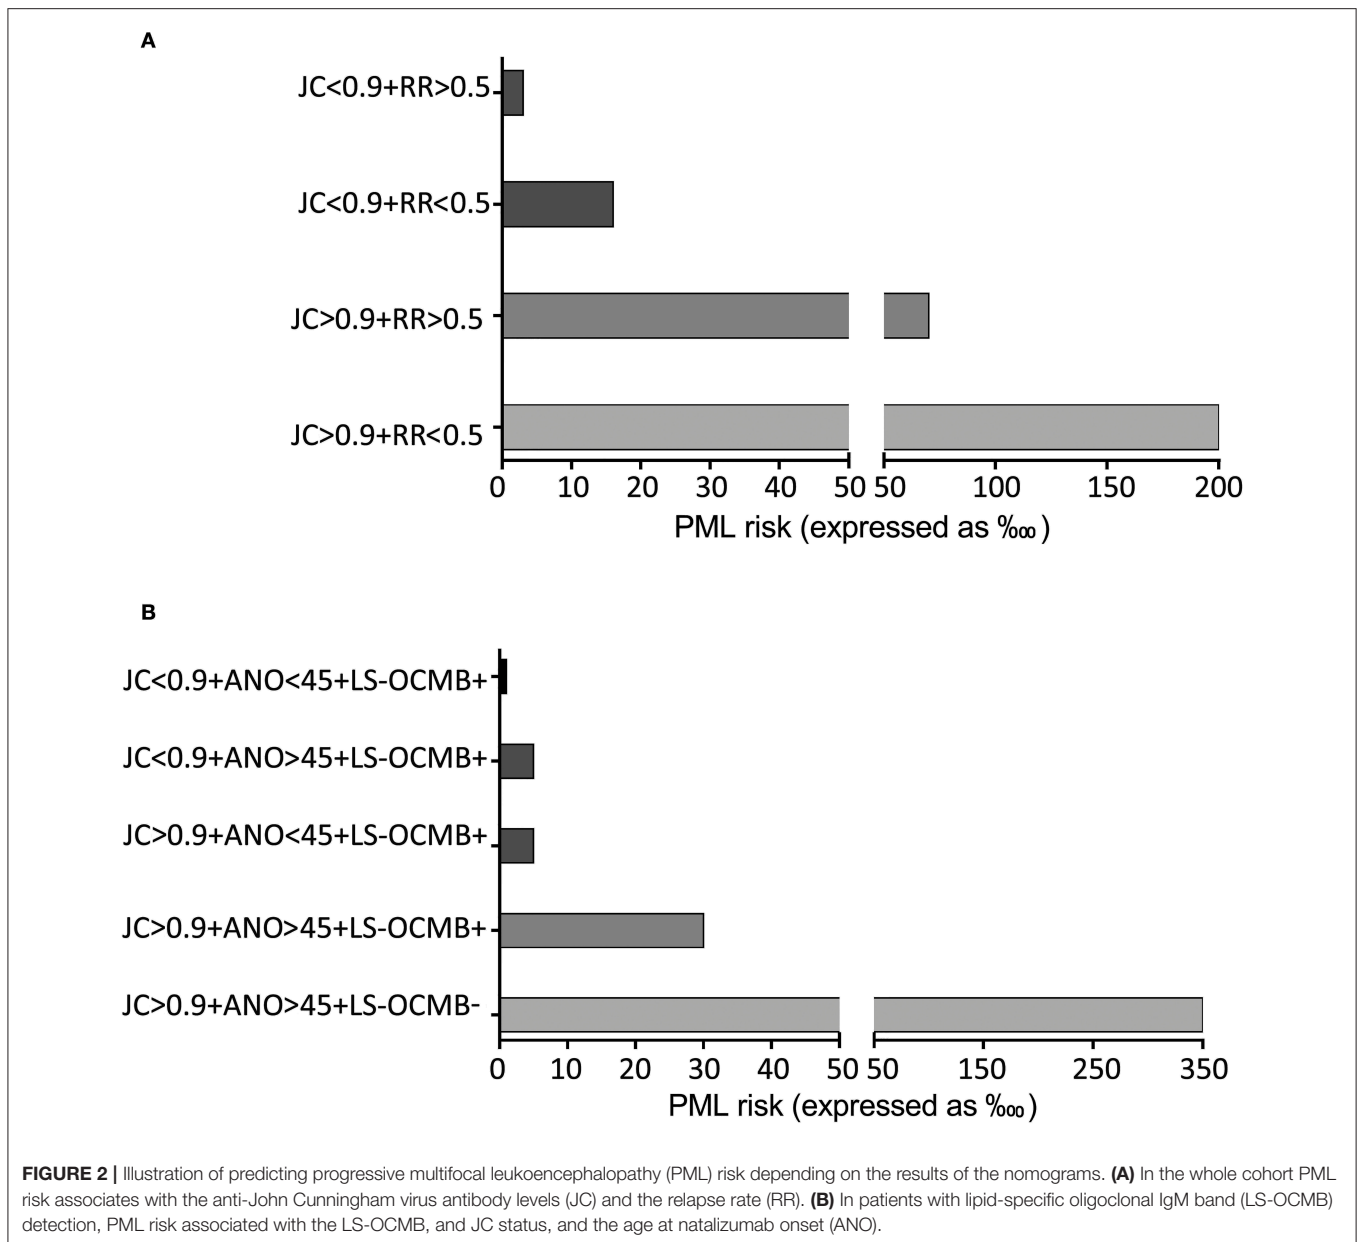 A
JC<0.9+RR>0.5
JC<0.9+RR<0.5
JC>0.9+RR>0.5
JC>0.9+RR<0.5
0 10 20 30 40 50 50 100 150 200
PML risk (expressed as ‱)
B
JC<0.9+ANO<45+LS-OCMB+
JC<0.9+ANO>45+LS-OCMB+
JC>0.9+ANO<45+LS-OCMB+
JC>0.9+ANO>45+LS-OCMB+
JC>0.9+ANO>45+LS-OCMB-
0 10 20 30 40 50 50 150 250 350
PML risk (expressed as ‱)
FIGURE 2 | Illustration of predicting progressive multifocal leukoencephalopathy (PML) risk depending on the results of the nomograms. (A) In the whole cohort PML
risk associates with the anti-John Cunningham virus antibody levels (JC) and the relapse rate (RR). (B) In patients with lipid-specific oligoclonal IgM band (LS-OCMB)
detection, PML risk associated with the LS-OCMB, and JC status, and the age at natalizumab onset (ANO).